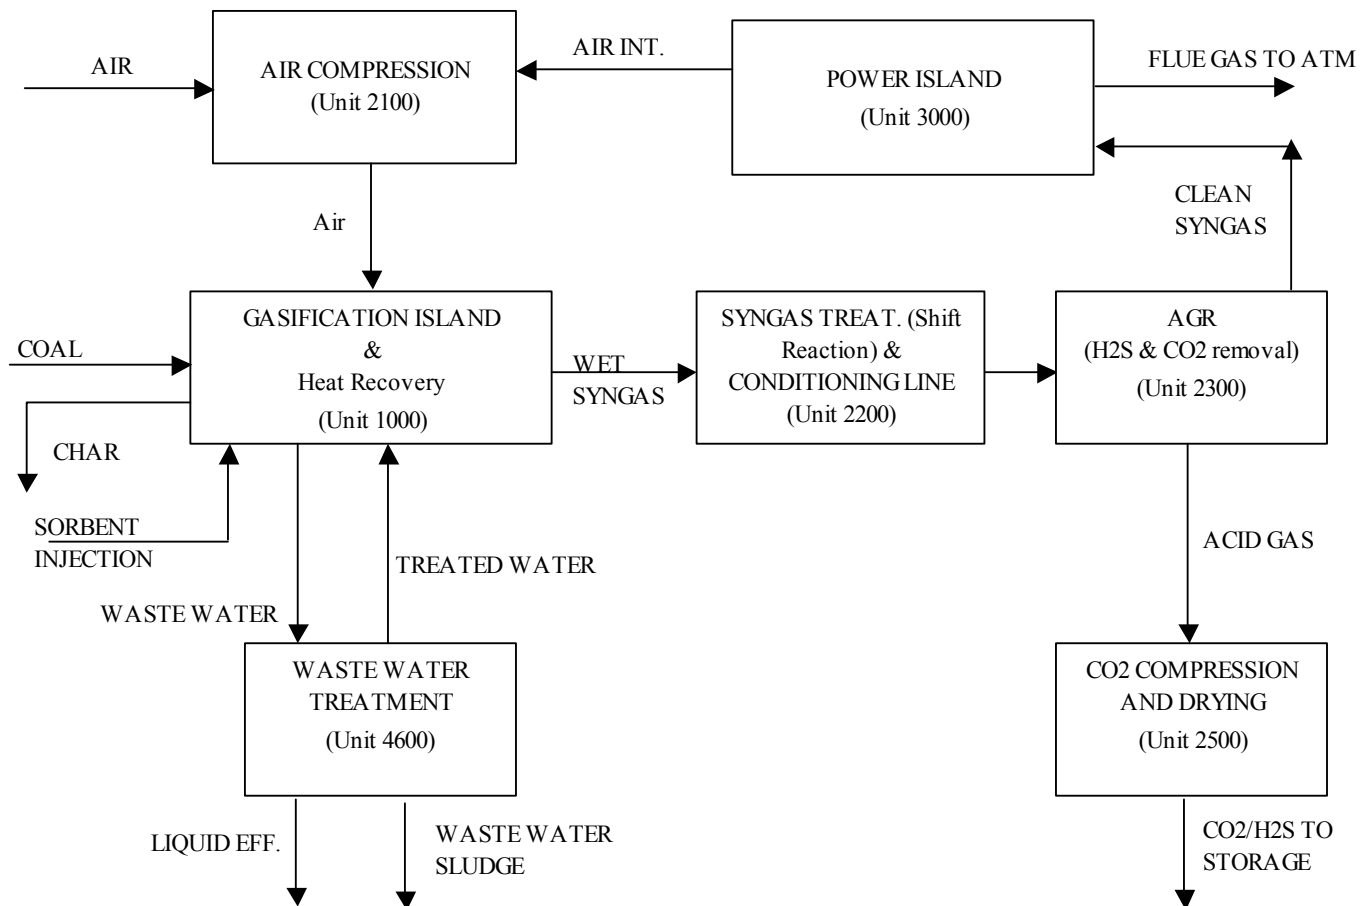 AIR
AIR COMPRESSION
(Unit 2100)
AIR INT.
POWER ISLAND
(Unit 3000)
FLUE GAS TO ATM
Air
CLEAN
SYNGAS
COAL
GASIFICATION ISLAND
&
Heat Recovery
(Unit 1000)
WET
SYNGAS
SYNGAS TREAT. (Shift
Reaction) &
CONDITIONING LINE
(Unit 2200)
AGR
(H2S & CO2 removal)
(Unit 2300)
CHAR
SORBENT
INJECTION
TREATED WATER
ACID GAS
WASTE WATER
WASTE WATER
TREATMENT
(Unit 4600)
CO2 COMPRESSION
AND DRYING
(Unit 2500)
LIQUID EFF.
WASTE WATER
SLUDGE
CO2/H2S TO
STORAGE